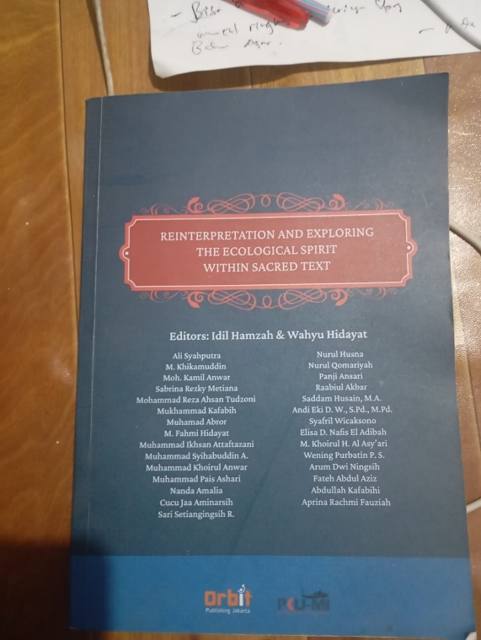 REINTERPRETATION AND EXPLORING
THE ECOLOGICAL SPIRIT
WITHIN SACRED TEXT
Editors: Idil Hamzah & Wahyu Hidayat
Ali Syahputra
M. Khikamuddin
Moh. Kamil Anwar
Sabrina Rezky Metiana
Mohammad Reza Ahsan Tudzoni
Mukhammad Kafabih
Muhamad Abror
M. Fahmi Hidayat
Muhammad Ikhsan Attaftazani
Muhammad Syihabuddin A.
Muhammad Khoirul Anwar
Muhammad Pais Ashari
Nanda Amalia
Cucu Jaa Aminarsih
Sari Setiangingsih R.
Nurul Husna
Nurul Qomariyah
Panji Ansari
Raabiul Akbar
Saddam Husain, M.A.
Andi Eki D. W., S.Pd., M.Pd.
Syafril Wicaksono
Elisa D. Nafis El Adibah
M. Khoirul H. Al Asy'ari
Wening Purbatin P. S.
Arum Dwi Ningsih
Fateh Abdul Aziz
Abdullah Kafabihi
Aprina Rachmi Fauziah
Orbit
Publishing Jakarta
PKU-MI